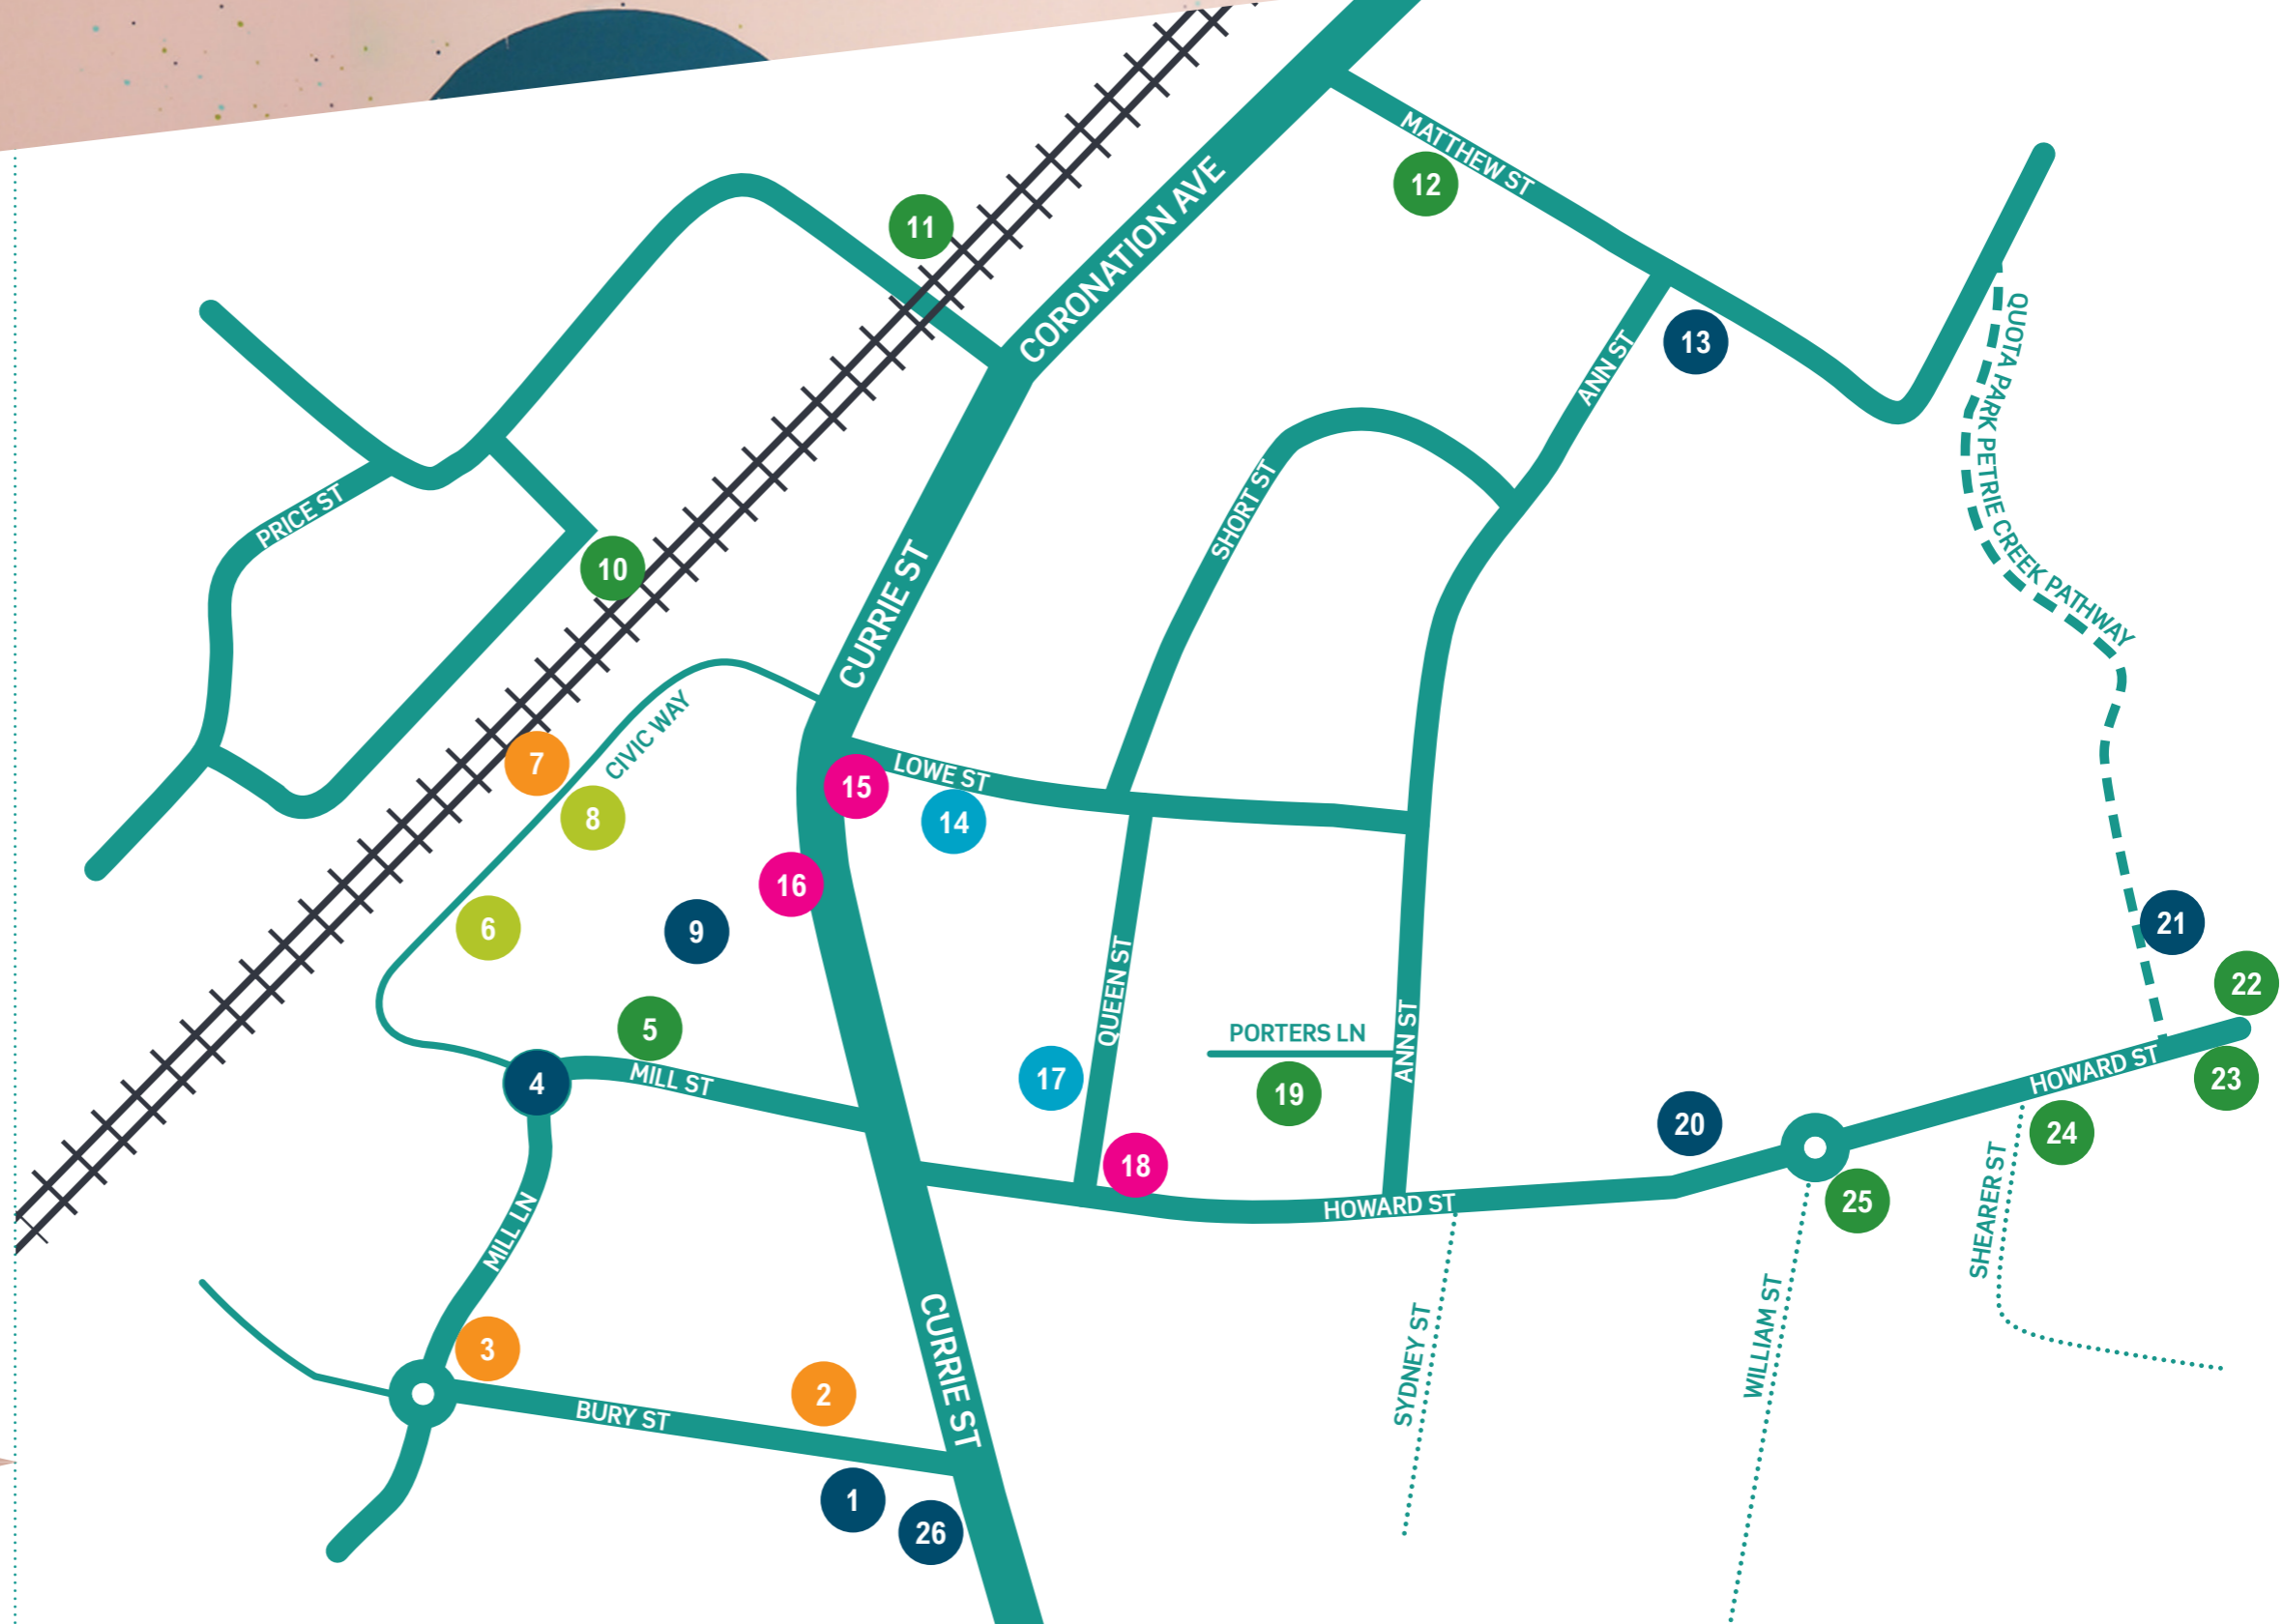 MATTHEW ST
12
11
CORONATION AVE
QUOTA PARK PETRIE CREEK PATHWAY
13
ANN ST
SHORT ST
PRICE ST
10
CURRIE ST
CIVIC WAY
7
8
LOWE ST
15
14
16
6
9
21
22
5
QUEEN ST
PORTERS LN
ANN ST
HOWARD ST
4
MILL ST
17
19
23
20
24
18
25
HOWARD ST
SHEARER ST
MILL LN
WILLIAM ST
SYDNEY ST
CURRIE ST
3
2
BURY ST
1
26